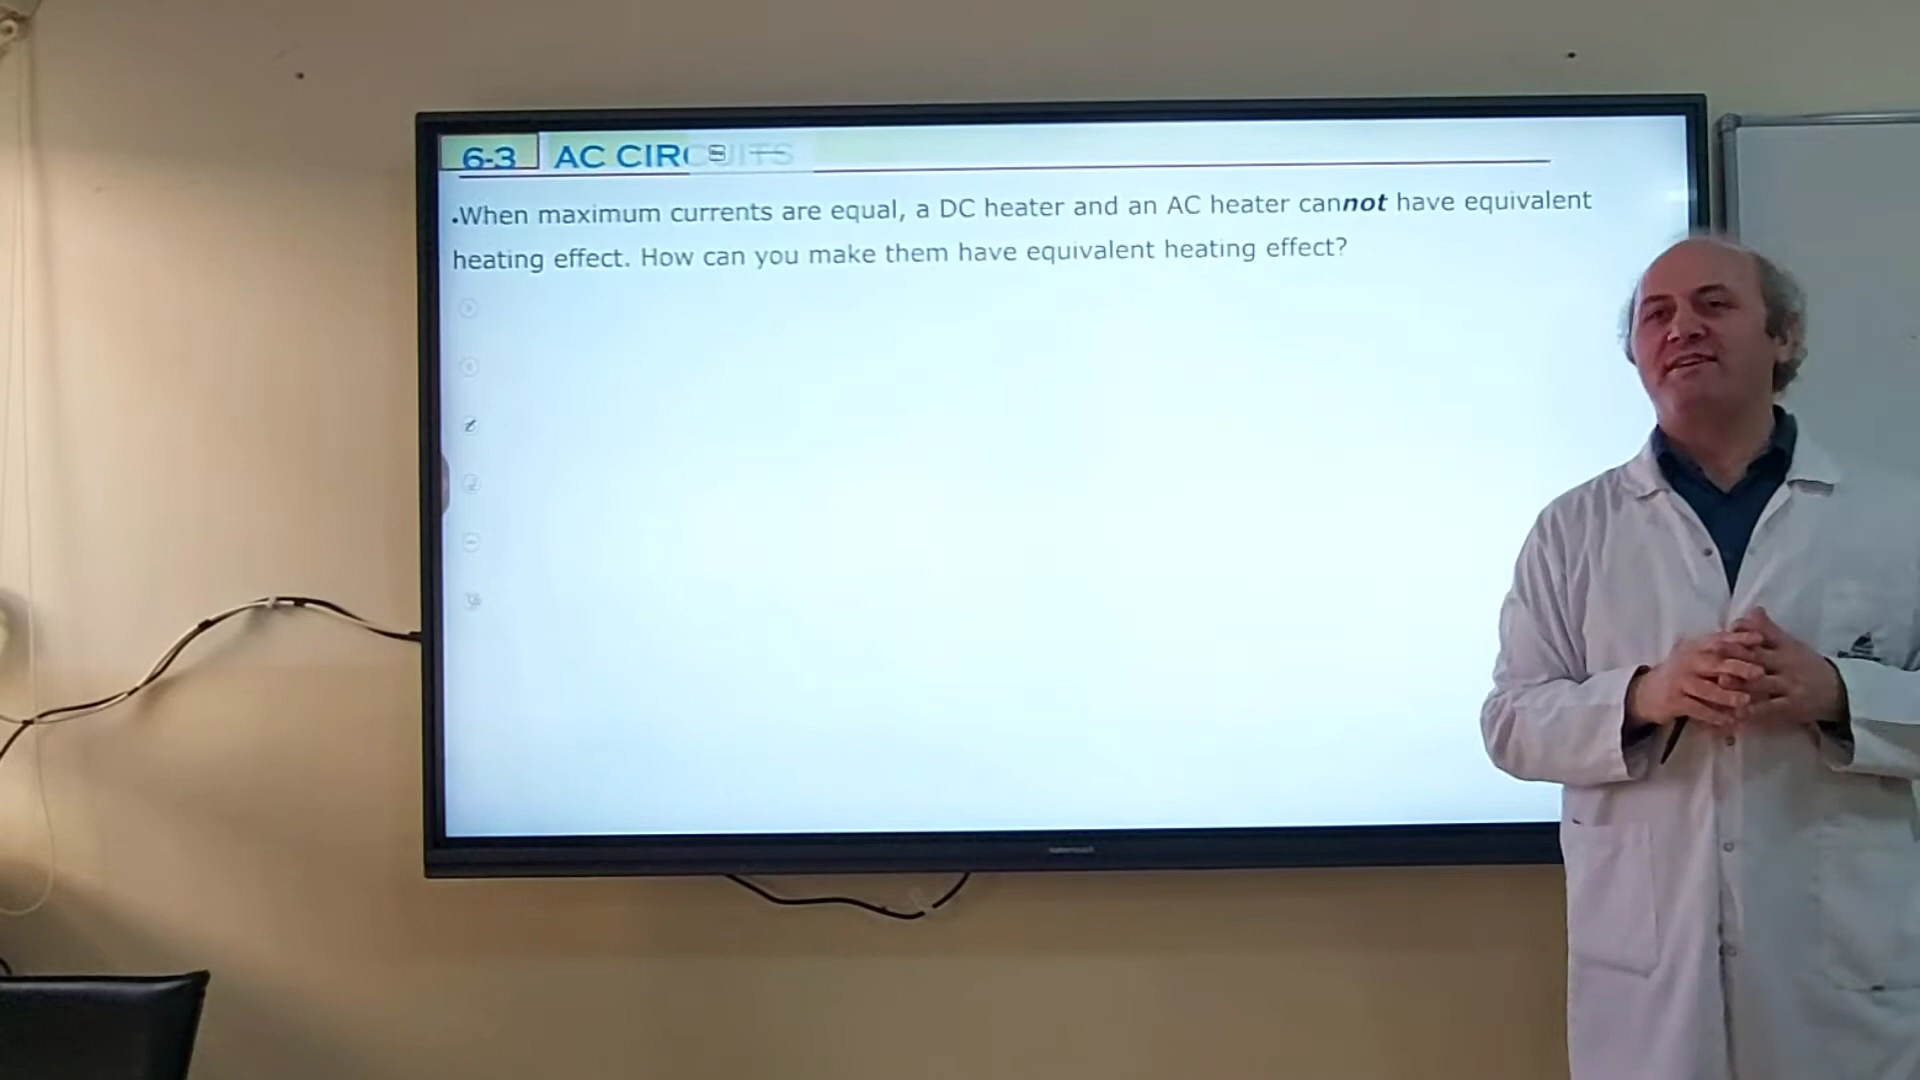 6-3 AC CIRCUITS
.When maximum currents are equal, a DC heater and an AC heater cannot have equivalent
heating effect. How can you make them have equivalent heating effect?